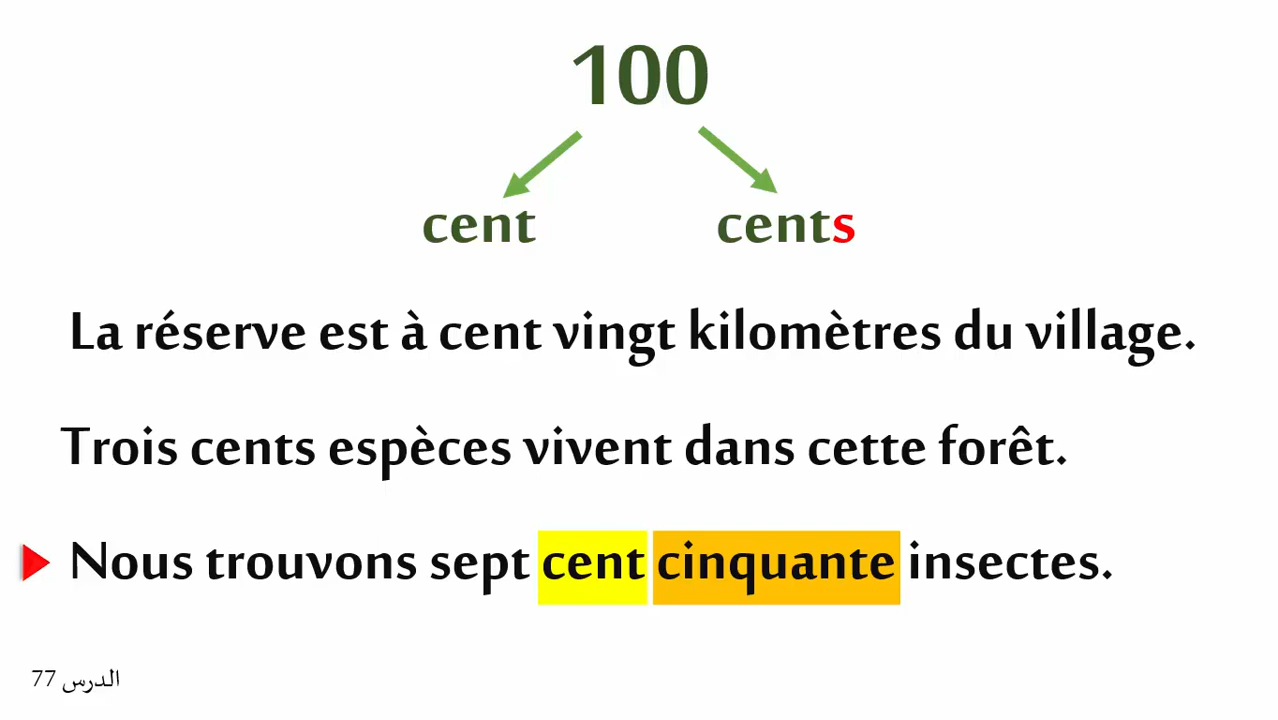 100
cent cents
La réserve est à cent vingt kilomètres du village.
Trois cents espèces vivent dans cette forêt.
Nous trouvons sept cent cinquante insectes.
الدرس 77